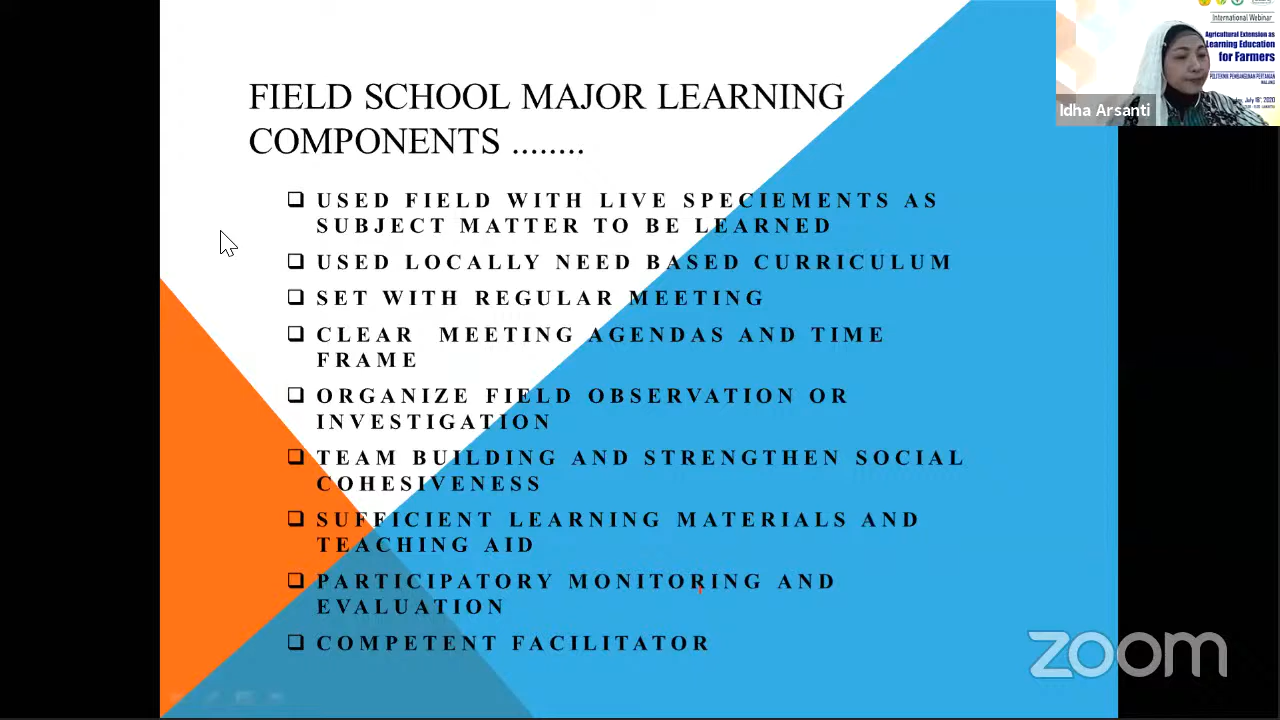 FIELD SCHOOL MAJOR LEARNING
COMPONENTS ........
USED FIELD WITH LIVE SPECIEMENTS AS
SUBJECT MATTER TO BE LEARNED
USED LOCALLY NEED BASED CURRICULUM
SET WITH REGULAR MEETING
CLEAR MEETING AGENDAS AND TIME
FRAME
ORGANIZE FIELD OBSERVATION OR
INVESTIGATION
TEAM BUILDING AND STRENGTHEN SOCIAL
COHESIVENESS
SUFFICIENT LEARNING MATERIALS AND
TEACHING AID
PARTICIPATORY MONITORING AND
EVALUATION
COMPETENT FACILITATOR
International Webinar
Agricultural Extension as
Learning Education
for Farmers
POLITEKNIK PEMBANGUNAN PERTANIAN
MALANG
July 16', 2020
Idha Arsanti
zoom